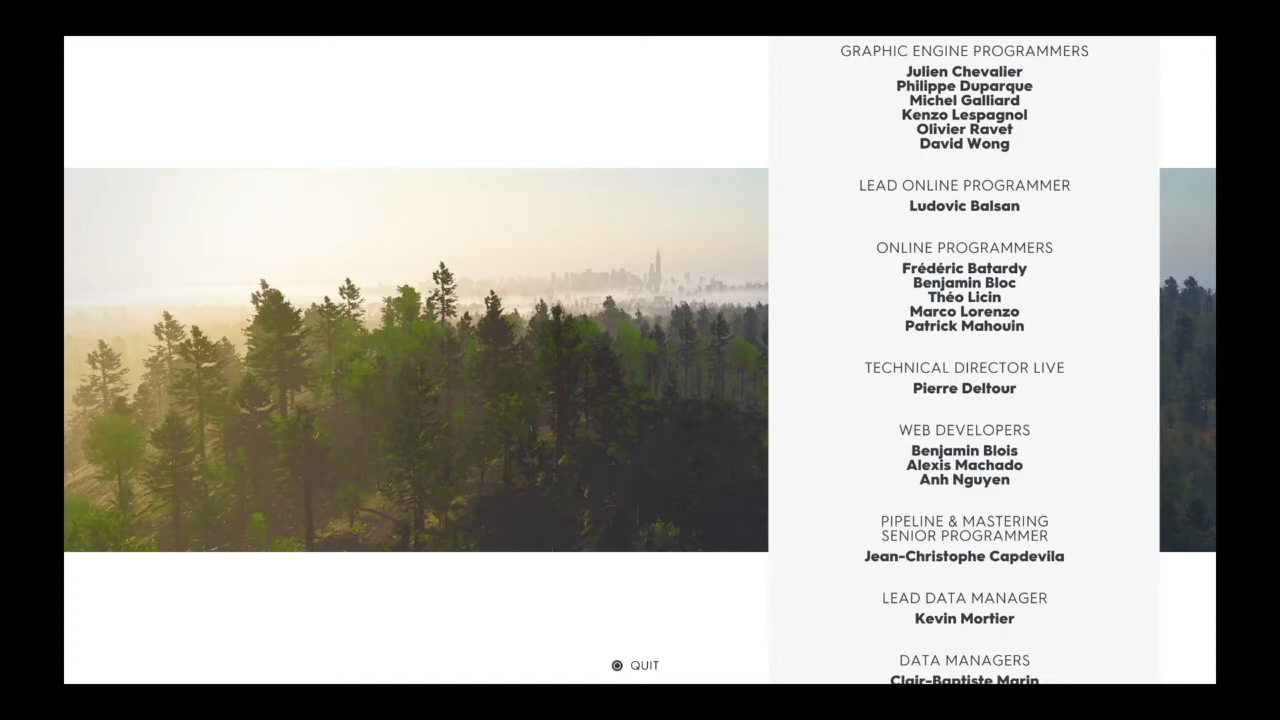 GRAPHIC ENGINE PROGRAMMERS
Julien Chevalier
Philippe Duparque
Michel Galliard
Kenzo Lespagnol
Olivier Ravet
David Wong
LEAD ONLINE PROGRAMMER
Ludovic Balsan
ONLINE PROGRAMMERS
Frédéric Batardy
Benjamin Bloc
Théo Licin
Marco Lorenzo
Patrick Mahouin
TECHNICAL DIRECTOR LIVE
Pierre Deltour
WEB DEVELOPERS
Benjamin Blois
Alexis Machado
Anh Nguyen
PIPELINE & MASTERING
SENIOR PROGRAMMER
Jean-Christophe Capdevila
LEAD DATA MANAGER
Kevin Mortier
DATA MANAGERS
Clair-Baptiste Marin
QUIT